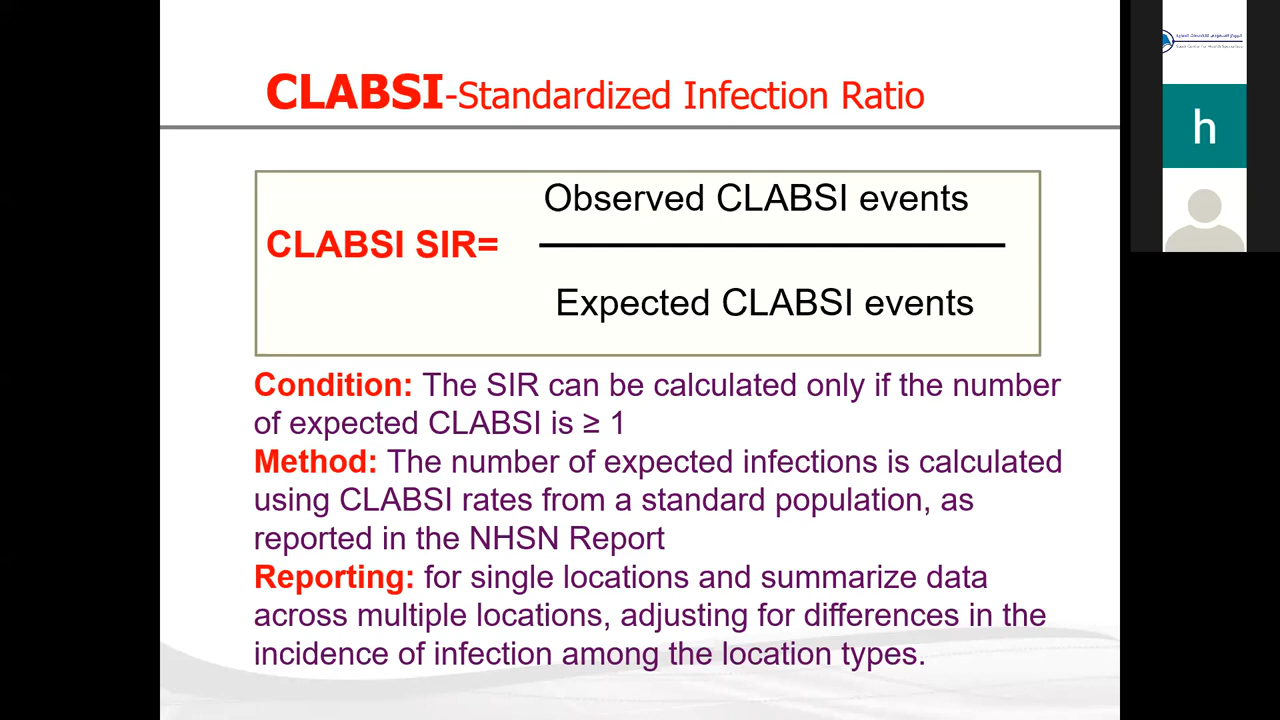 CLABSI-Standardized Infection Ratio
Observed CLABSI events
CLABSI SIR=
Expected CLABSI events
Condition: The SIR can be calculated only if the number
of expected CLABSI is ≥ 1
Method: The number of expected infections is calculated
using CLABSI rates from a standard population, as
reported in the NHSN Report
Reporting: for single locations and summarize data
across multiple locations, adjusting for differences in the
incidence of infection among the location types.
h